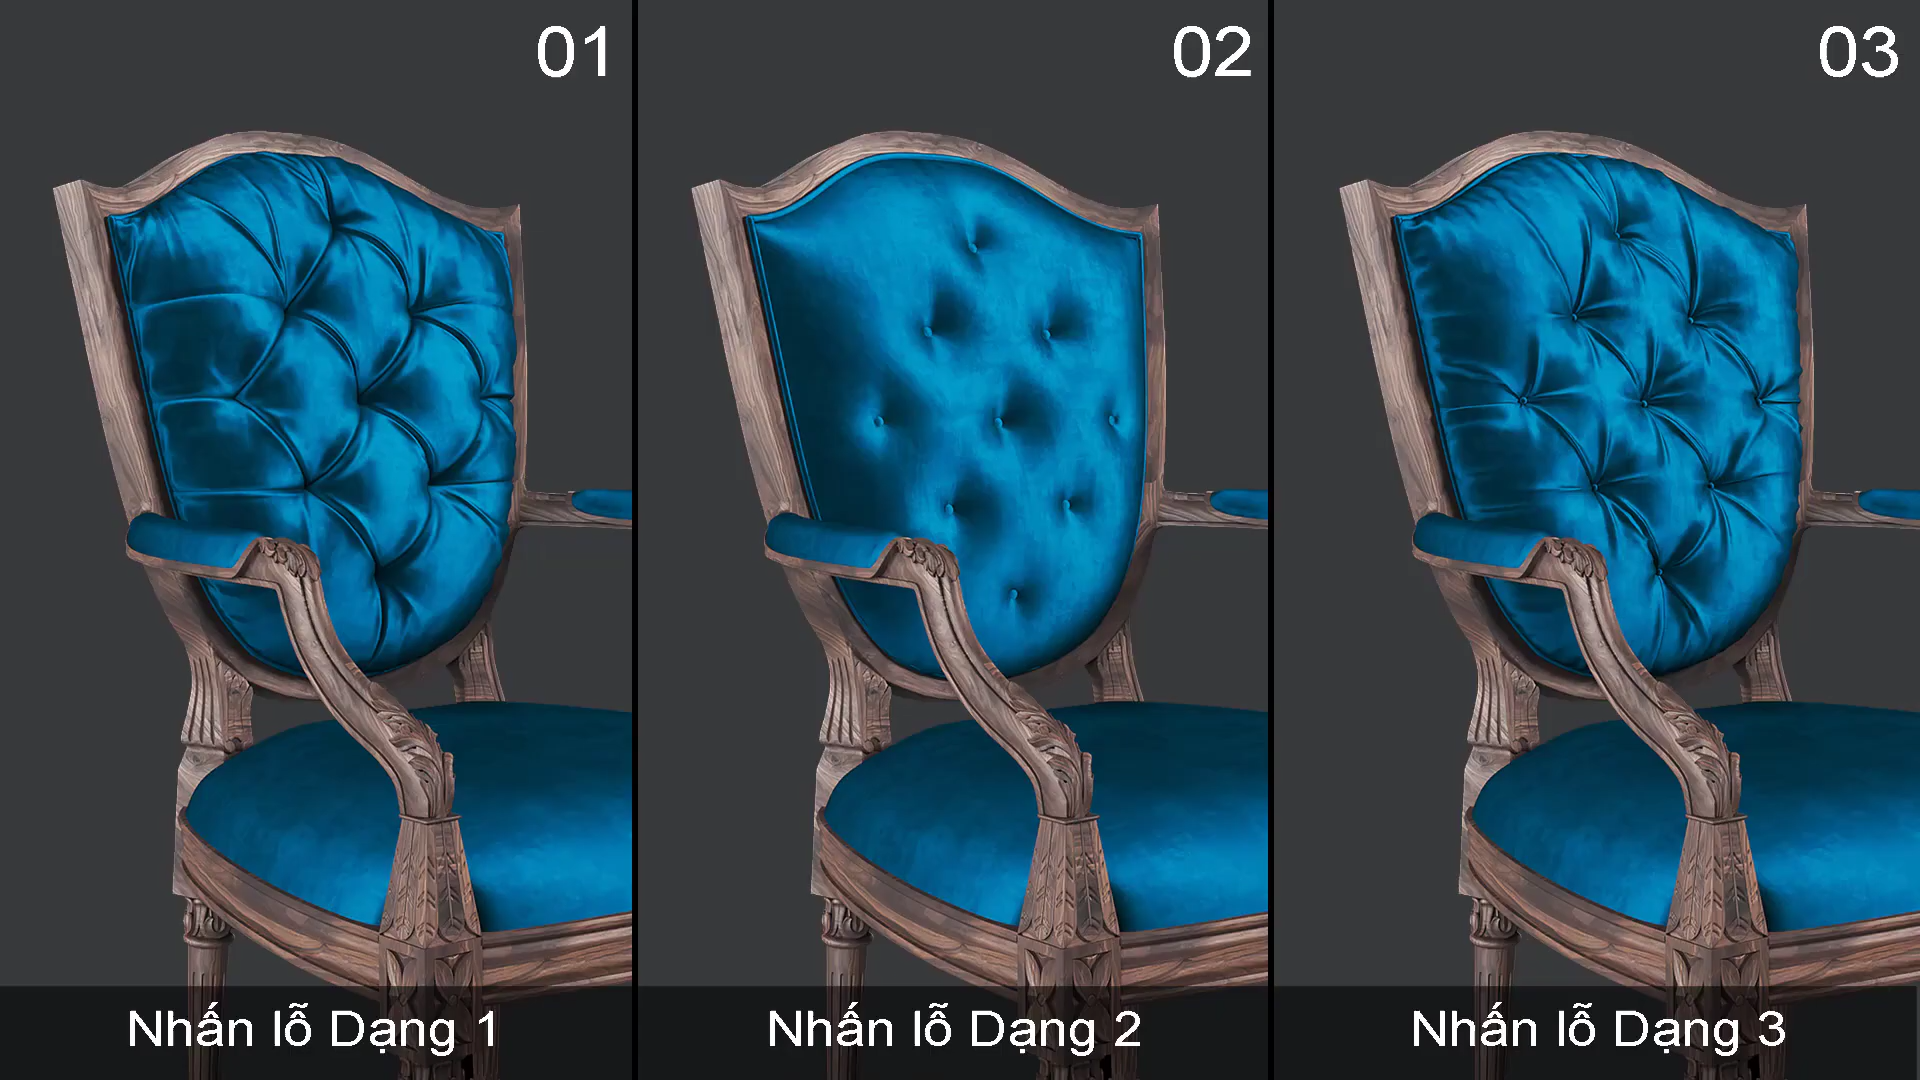 01
02
03
Nhấn lỗ Dạng 1
Nhấn lỗ Dạng 2
Nhấn lỗ Dạng 3